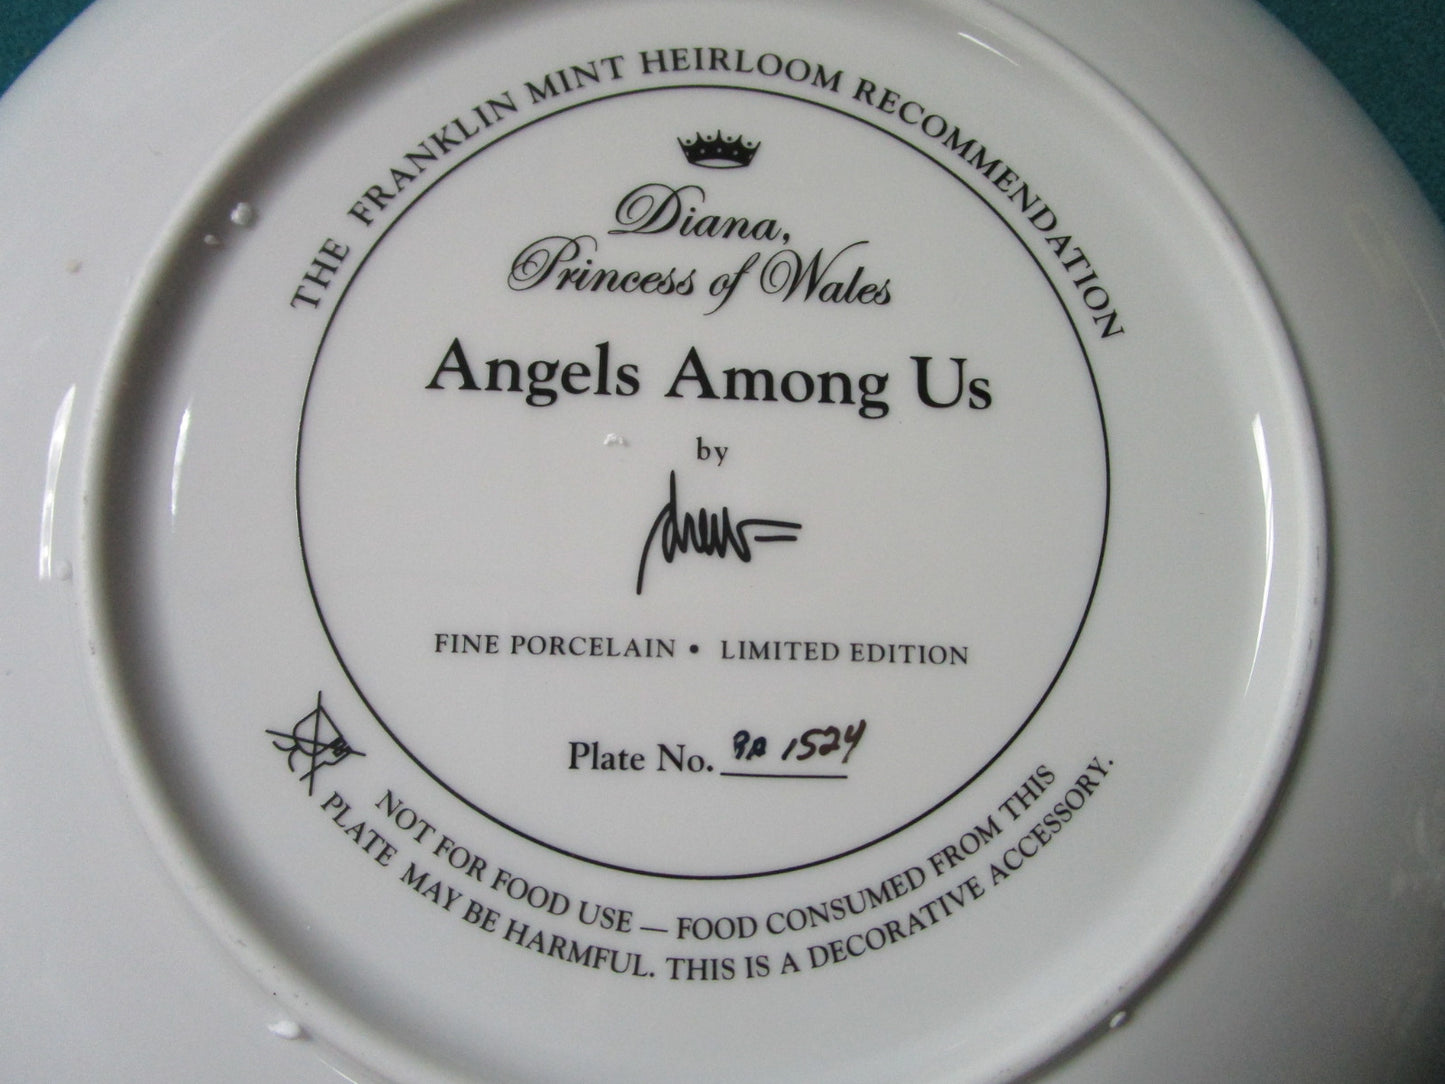 THE FRANKLIN MINT HEIRLOOM RECOMMENDATION
Diana,
Princess of Wales
Angels Among Us
by
drew
FINE PORCELAIN • LIMITED EDITION
Plate No. 1524
NOT FOR FOOD USE — FOOD CONSUMED FROM THIS
PLATE MAY BE HARMFUL. THIS IS A DECORATIVE ACCESSORY.